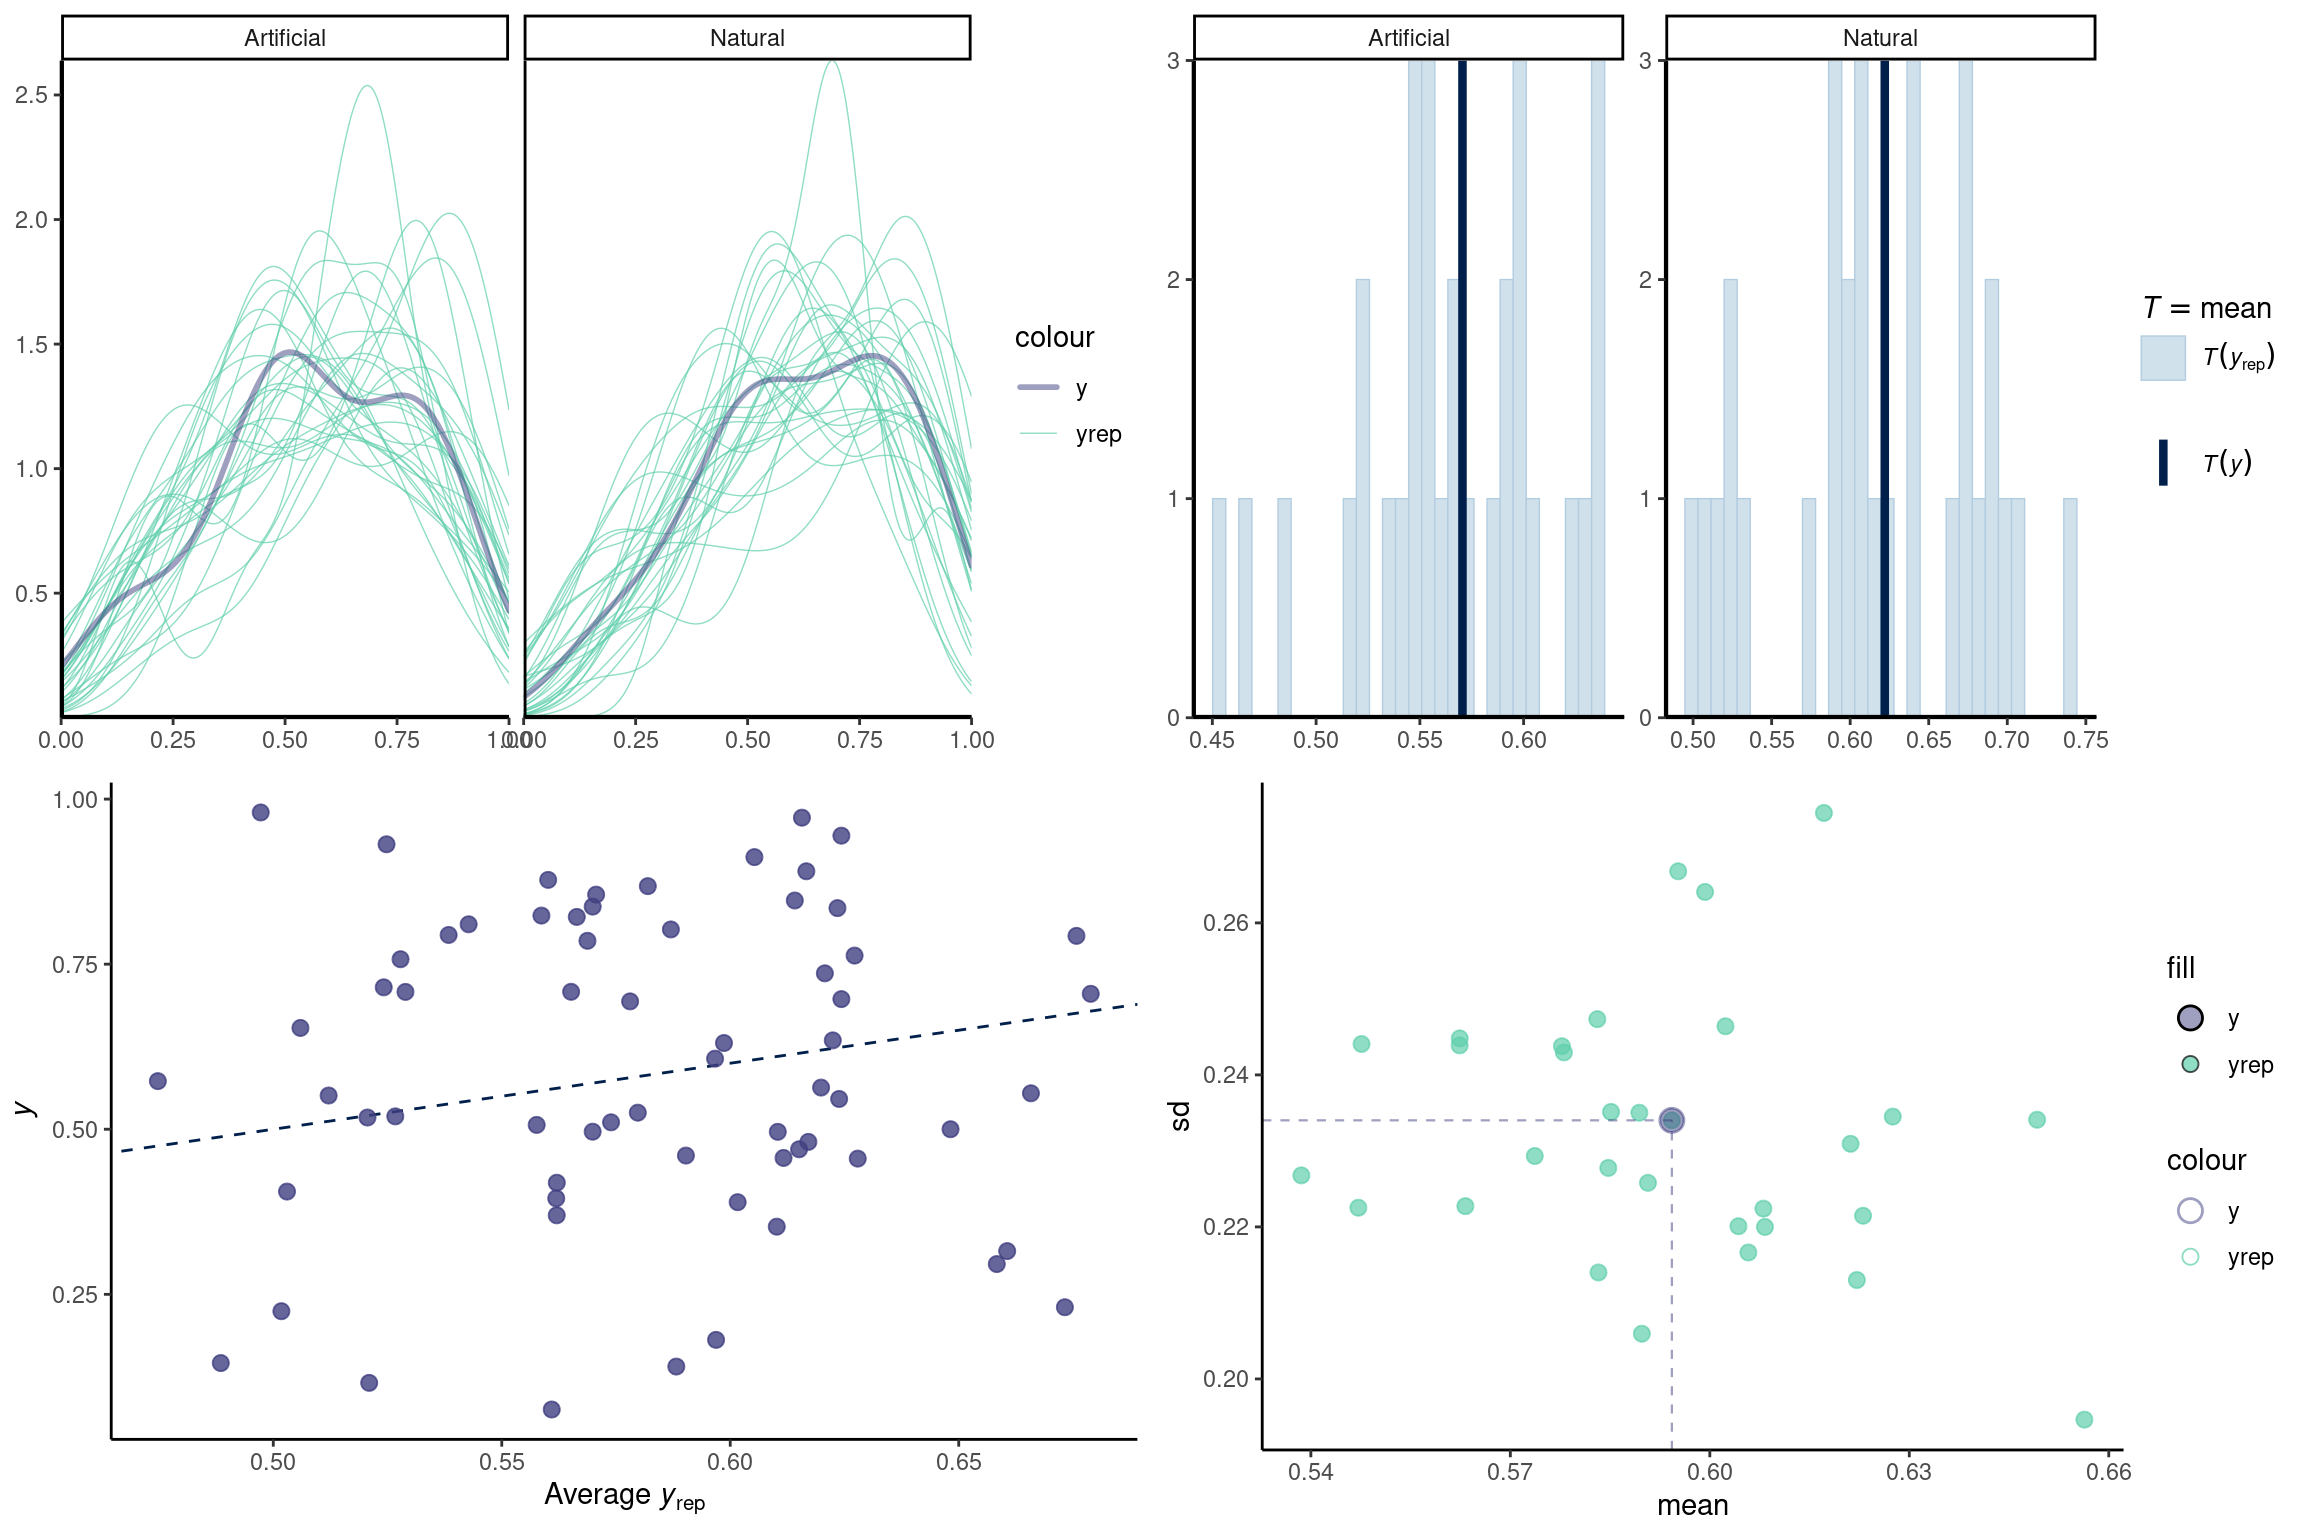 Artificial Natural
2.5
2.0
1.5
1.0
0.5
0.00 0.25 0.50 0.75 1.00 0.00 0.25 0.50 0.75 1.00
colour
y
yrep
Artificial Natural
3 3
2 2
1 1
0 0
0.45 0.50 0.55 0.60 0.50 0.55 0.60 0.65 0.70 0.75
T = mean
T(yrep)
T(y)
1.00
0.75
0.50
0.25
y
0.50 0.55 0.60 0.65
Average yrep
0.26
0.24
0.22
0.20
sd
0.54 0.57 0.60 0.63 0.66
mean
fill
y
yrep
colour
y
yrep